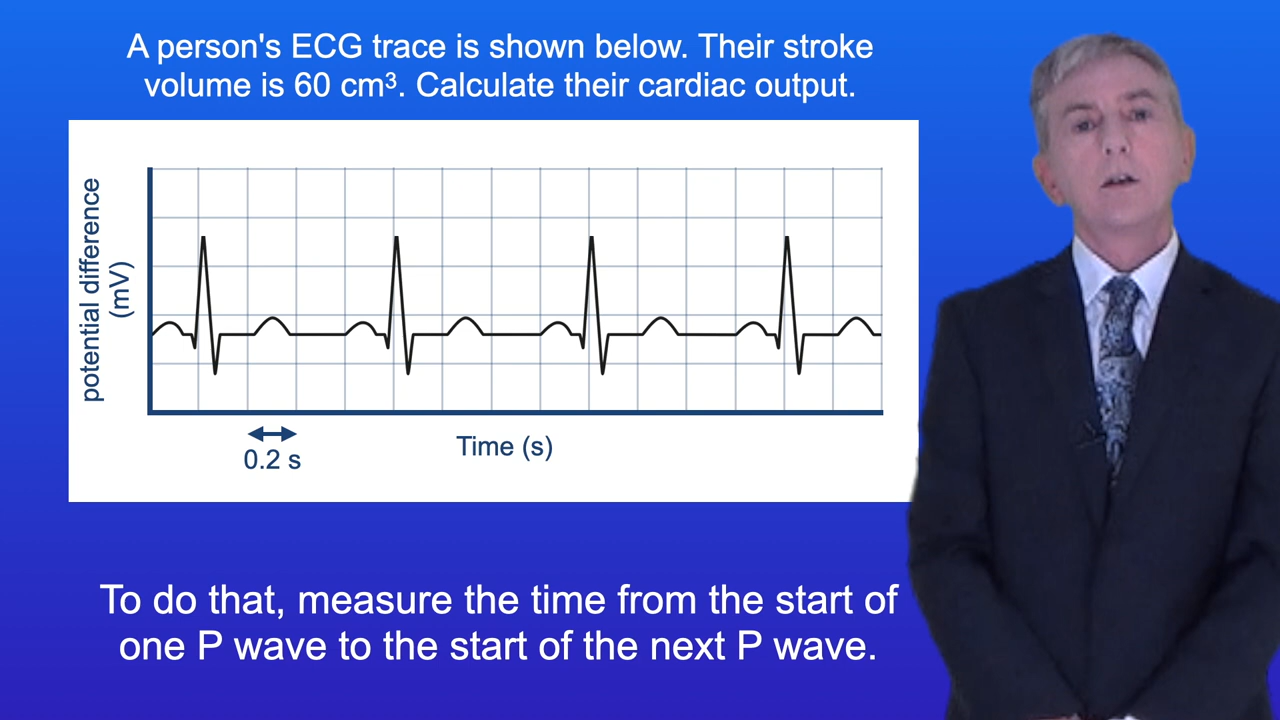 A person's ECG trace is shown below. Their stroke
volume is 60 cm³. Calculate their cardiac output.
potential difference
(mV)
0.2 s
Time (s)
To do that, measure the time from the start of
one P wave to the start of the next P wave.